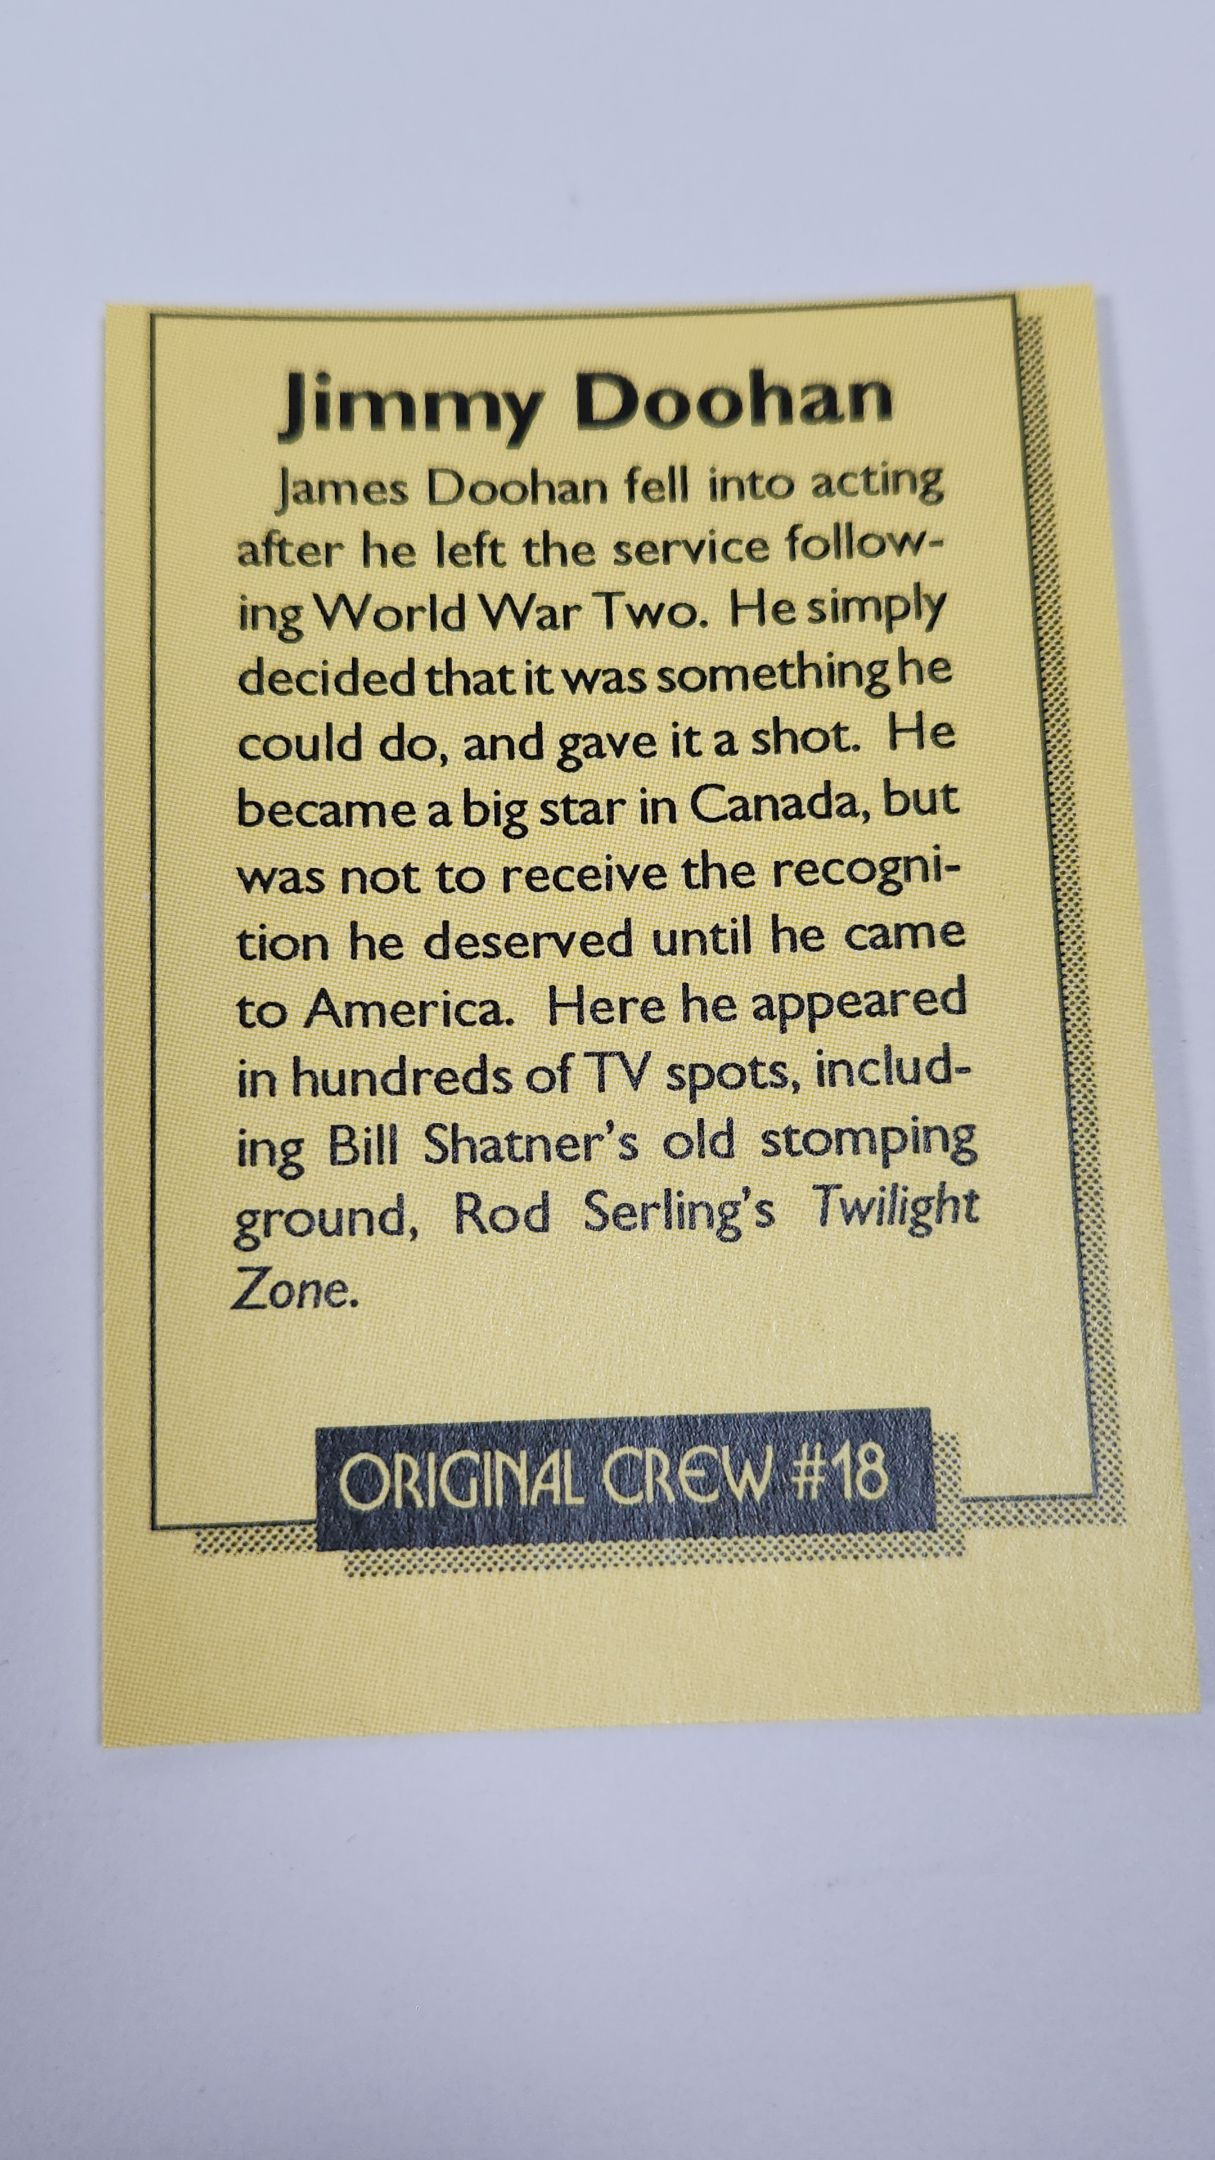 Jimmy Doohan
James Doohan fell into acting
after he left the service follow-
ing World War Two. He simply
decided that it was something he
could do, and gave it a shot. He
became a big star in Canada, but
was not to receive the recogni-
tion he deserved until he came
to America. Here he appeared
in hundreds of TV spots, includ-
ing Bill Shatner's old stomping
ground, Rod Serling's Twilight
Zone.
ORIGINAL CREW #18